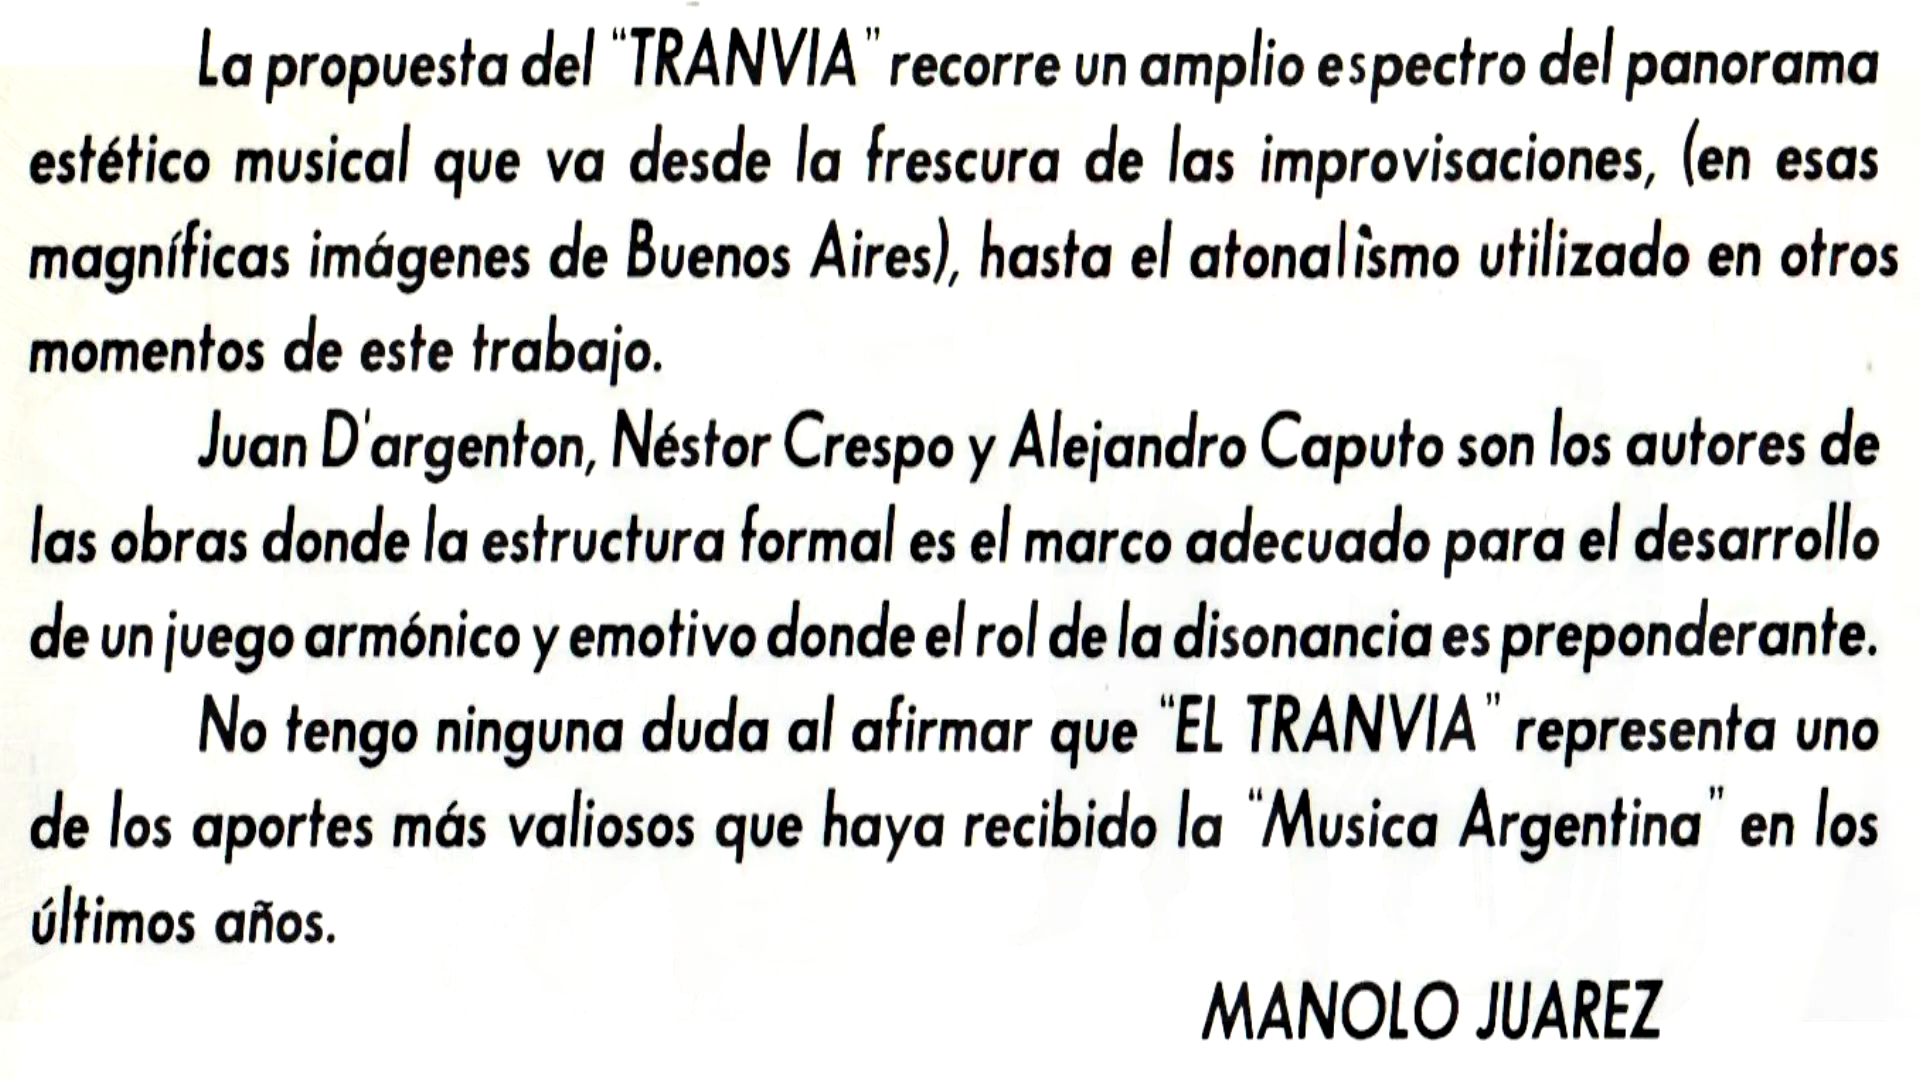 La propuesta del "TRANVIA" recorre un amplio espectro del panorama
estético musical que va desde la frescura de las improvisaciones, (en esas
magníficas imágenes de Buenos Aires), hasta el atonalismo utilizado en otros
momentos de este trabajo.
Juan D'argenton, Néstor Crespo y Alejandro Caputo son los autores de
las obras donde la estructura formal es el marco adecuado para el desarrollo
de un juego armónico y emotivo donde el rol de la disonancia es preponderante.
No tengo ninguna duda al afirmar que "EL TRANVIA" representa uno
de los aportes más valiosos que haya recibido la "Musica Argentina" en los
últimos años.
MANOLO JUAREZ